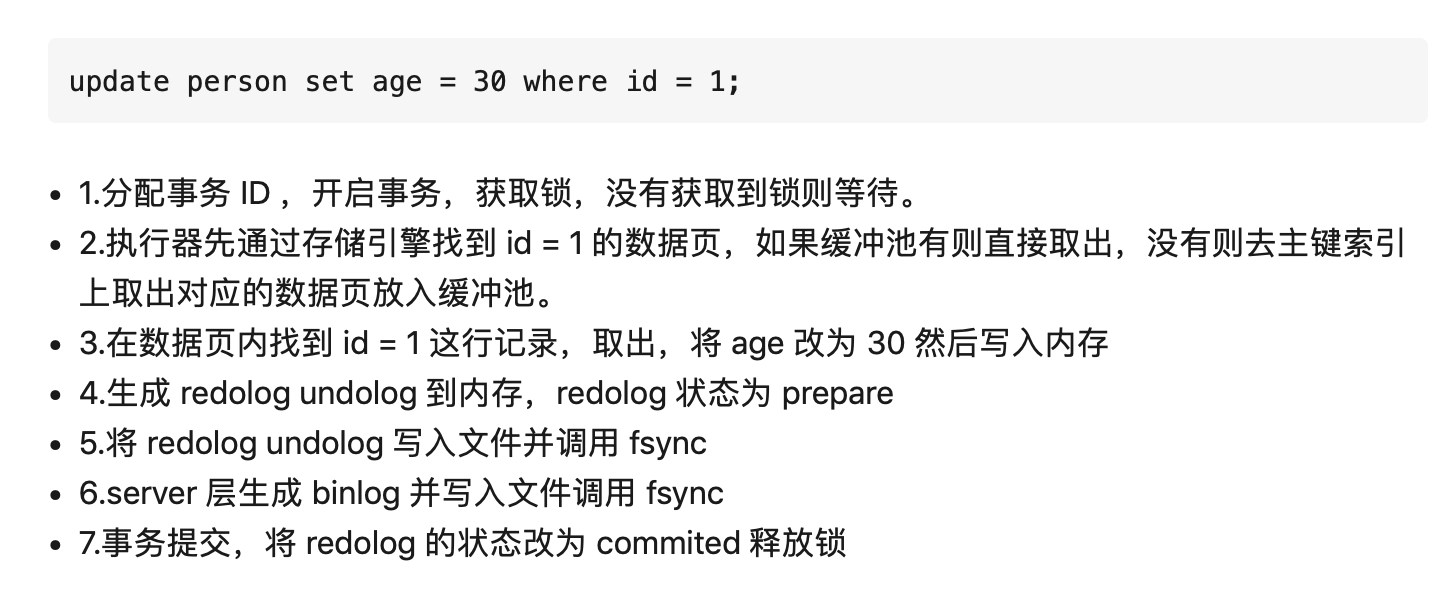 update person set age = 30 where id = 1;
• 1.分配事务 ID ，开启事务，获取锁，没有获取到锁则等待。
• 2.执行器先通过存储引擎找到 id = 1 的数据页，如果缓冲池有则直接取出，没有则去主键索引
上取出对应的数据页放入缓冲池。
• 3.在数据页内找到 id = 1 这行记录，取出，将 age 改为 30 然后写入内存
• 4.生成 redolog undolog 到内存，redolog 状态为 prepare
• 5.将 redolog undolog 写入文件并调用 fsync
• 6.server 层生成 binlog 并写入文件调用 fsync
• 7.事务提交，将 redolog 的状态改为 commited 释放锁